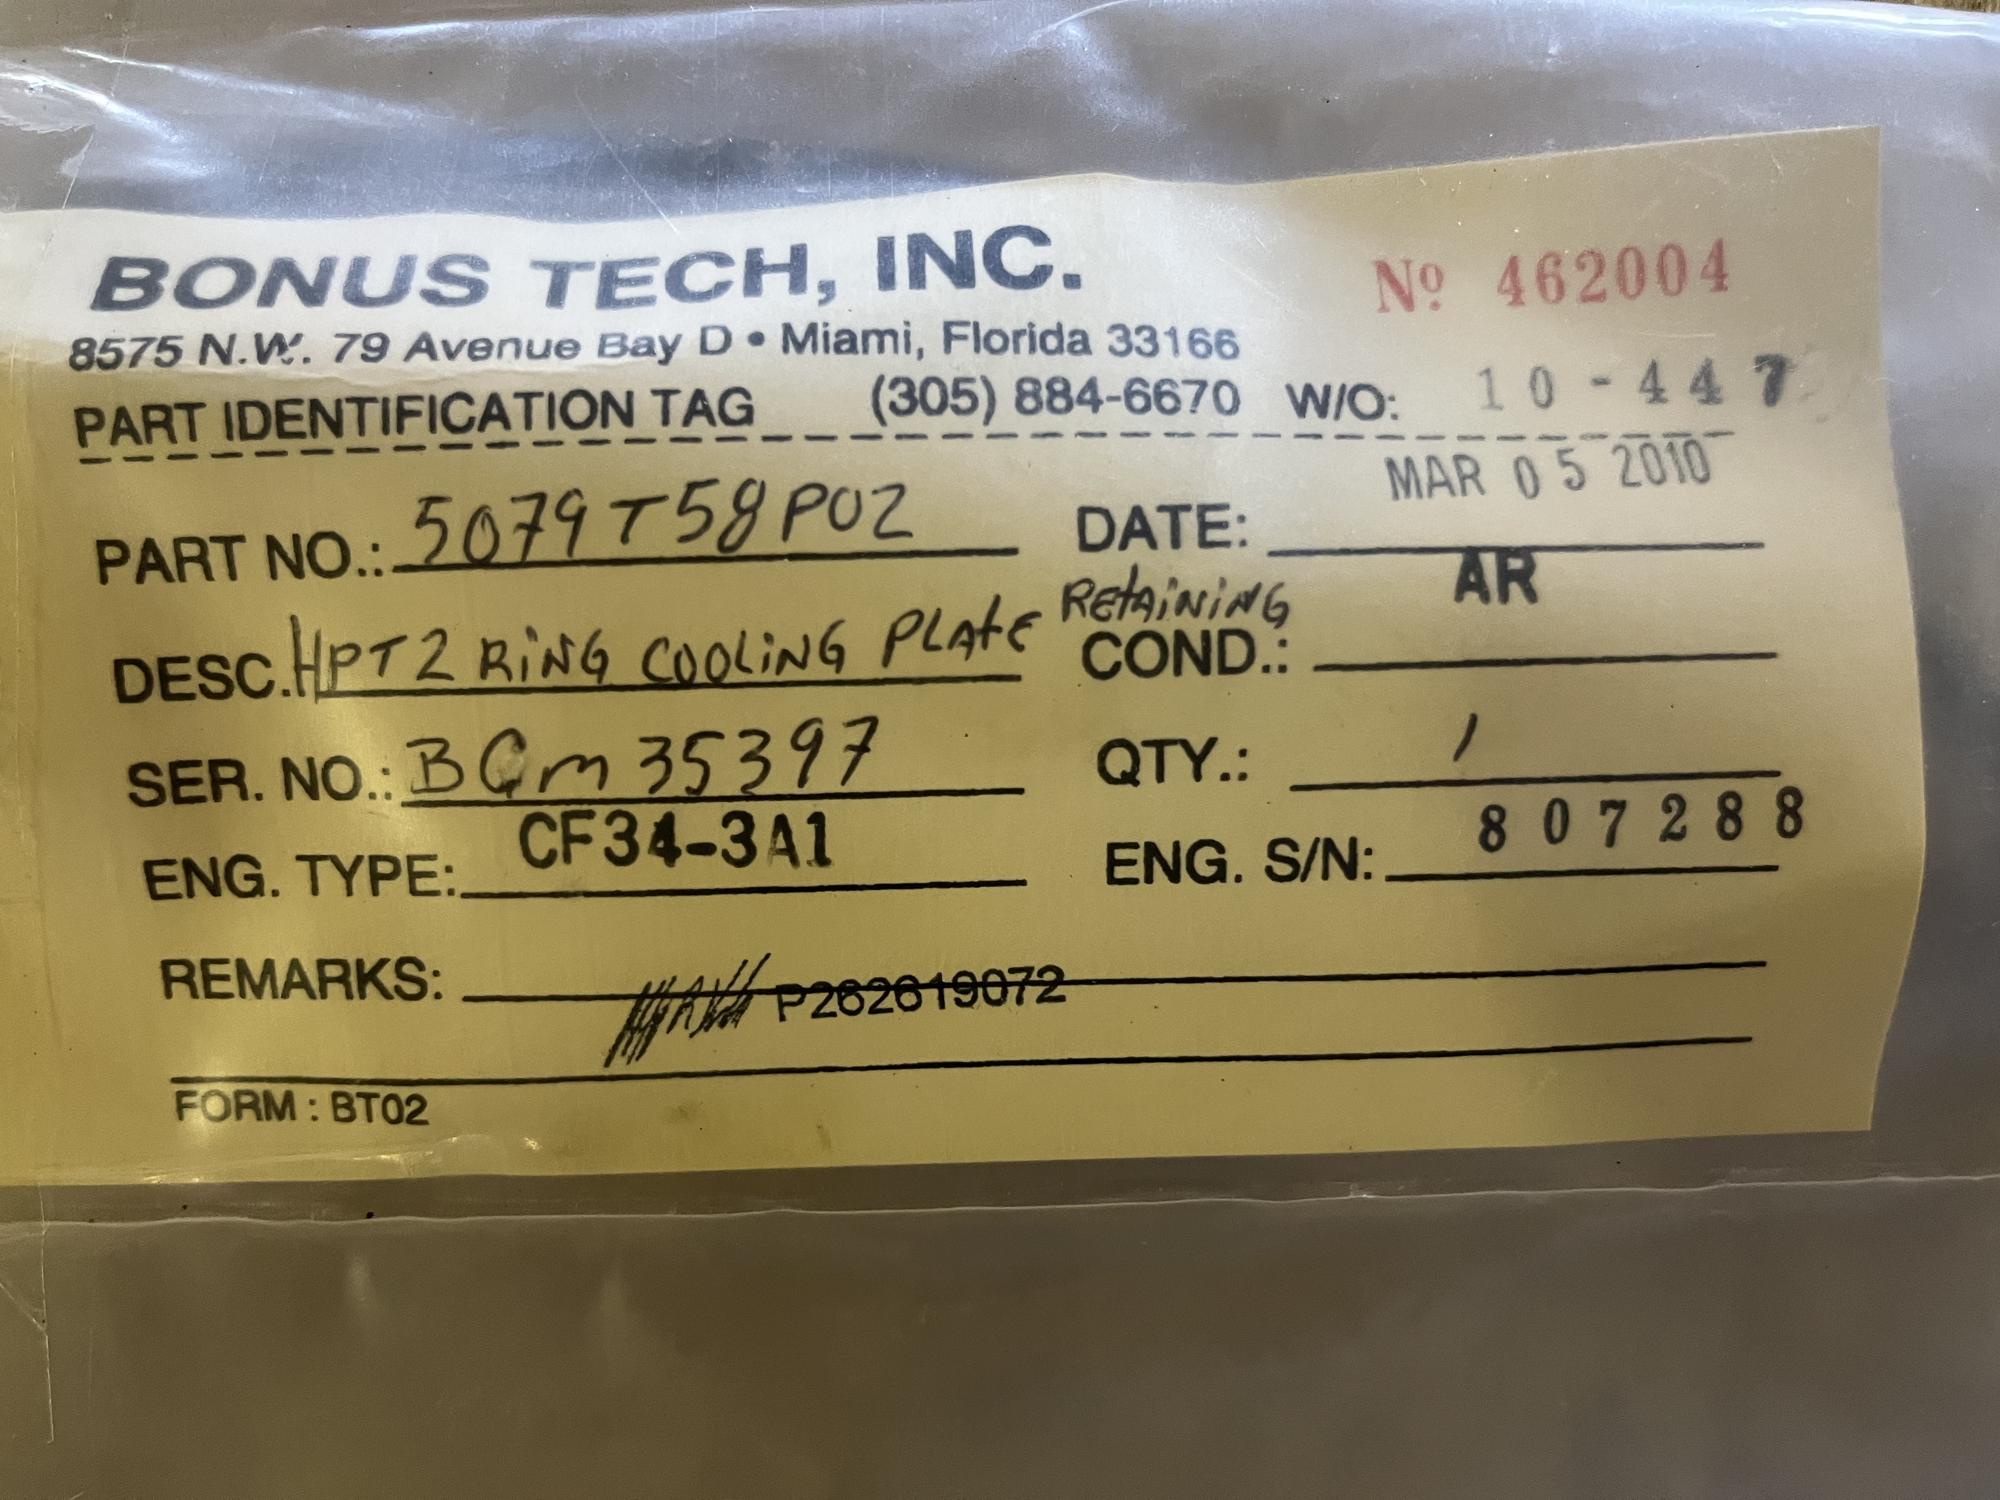 BONUS TECH, INC.
Nº 462004
8575 N.W. 79 Avenue Bay D • Miami, Florida 33166
PART IDENTIFICATION TAG (305) 884-6670 W/O: 10-447
PART NO.: 5079T58P02 DATE: MAR 05 2010
DESC. HPT2 RiNG COOLiNG PLAtE REtAiNiNG
COND.: AR
SER. NO.: BGm35397 QTY.: 1
ENG. TYPE: CF34-3A1 ENG. S/N: 807288
REMARKS: P262619072
FORM : BT02